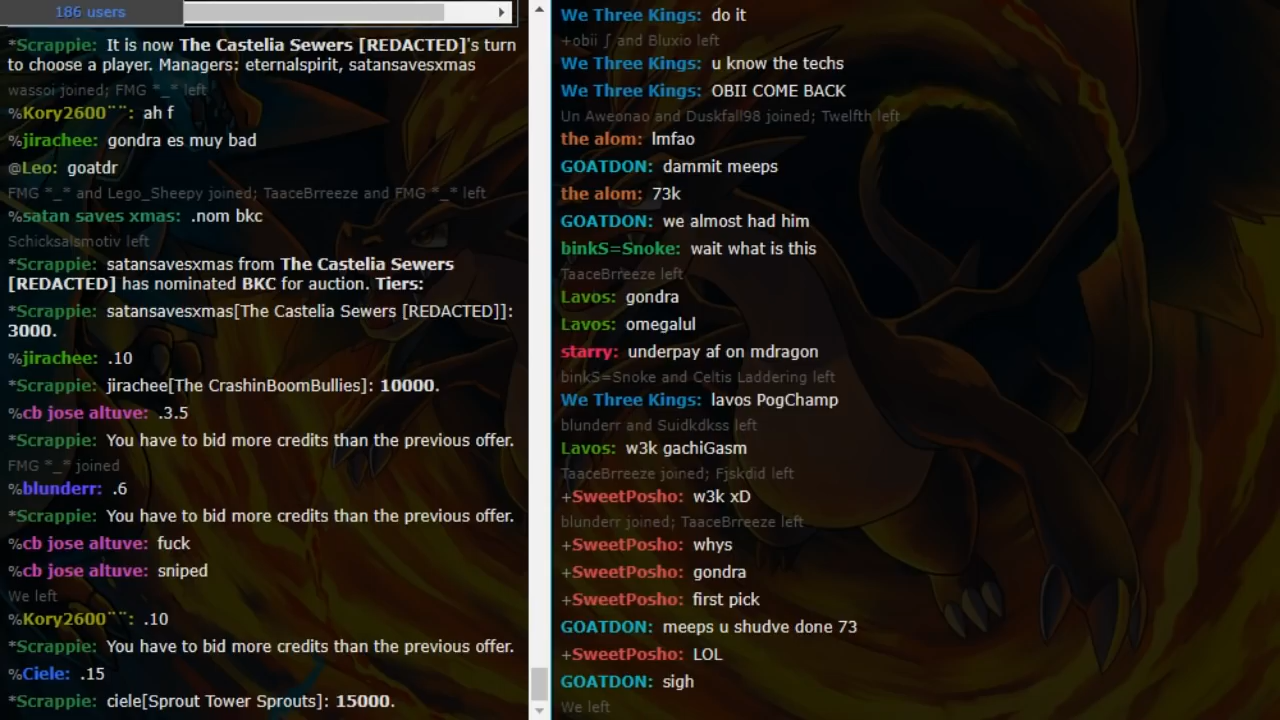 186 users
*Scrappie: It is now The Castelia Sewers [REDACTED]'s turn
to choose a player. Managers: eternalspirit, satansavesxmas
wassoi joined; FMG *_* left
%Kory2600¨¨: ah f
%jirachee: gondra es muy bad
@Leo: goatdr
FMG *_* and Lego_Sheepy joined; TaaceBrreeze and FMG *_* left
%satan saves xmas: .nom bkc
Schicksalsmotiv left
*Scrappie: satansavesxmas from The Castelia Sewers
[REDACTED] has nominated BKC for auction. Tiers:
*Scrappie: satansavesxmas[The Castelia Sewers [REDACTED]]:
3000.
%jirachee: .10
*Scrappie: jirachee[The CrashinBoomBullies]: 10000.
%cb jose altuve: .3.5
*Scrappie: You have to bid more credits than the previous offer.
FMG *_* joined
%blunderr: .6
*Scrappie: You have to bid more credits than the previous offer.
%cb jose altuve: fuck
%cb jose altuve: sniped
We left
%Kory2600¨¨: .10
*Scrappie: You have to bid more credits than the previous offer.
%Ciele: .15
*Scrappie: ciele[Sprout Tower Sprouts]: 15000.
We Three Kings: do it
+obii ∫ and Bluxio left
We Three Kings: u know the techs
We Three Kings: OBII COME BACK
Un Aweonao and Duskfall98 joined; Twelfth left
the alom: lmfao
GOATDON: dammit meeps
the alom: 73k
GOATDON: we almost had him
binkS=Snoke: wait what is this
TaaceBrreeze left
Lavos: gondra
Lavos: omegalul
starry: underpay af on mdragon
binkS=Snoke and Celtis Laddering left
We Three Kings: lavos PogChamp
blunderr and Suidkdkss left
Lavos: w3k gachiGasm
TaaceBrreeze joined; Fjskdid left
+SweetPosho: w3k xD
blunderr joined; TaaceBrreeze left
+SweetPosho: whys
+SweetPosho: gondra
+SweetPosho: first pick
GOATDON: meeps u shudve done 73
+SweetPosho: LOL
GOATDON: sigh
We left